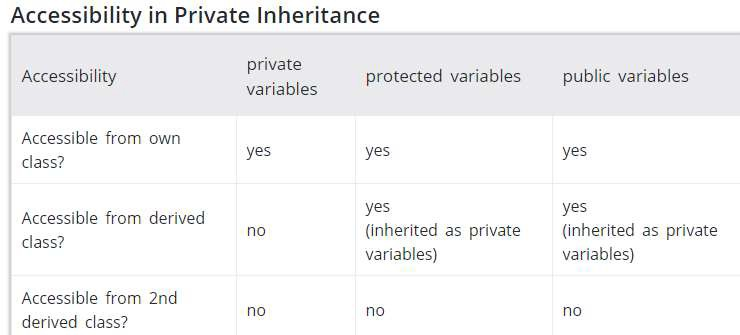 Accessibility in Private Inheritance
Accessibility
private
variables
protected variables
public variables
Accessible from own
class?
yes
yes
yes
Accessible from derived
class?
no
yes
(inherited as private
variables)
yes
(inherited as private
variables)
Accessible from 2nd
derived class?
no
no
no